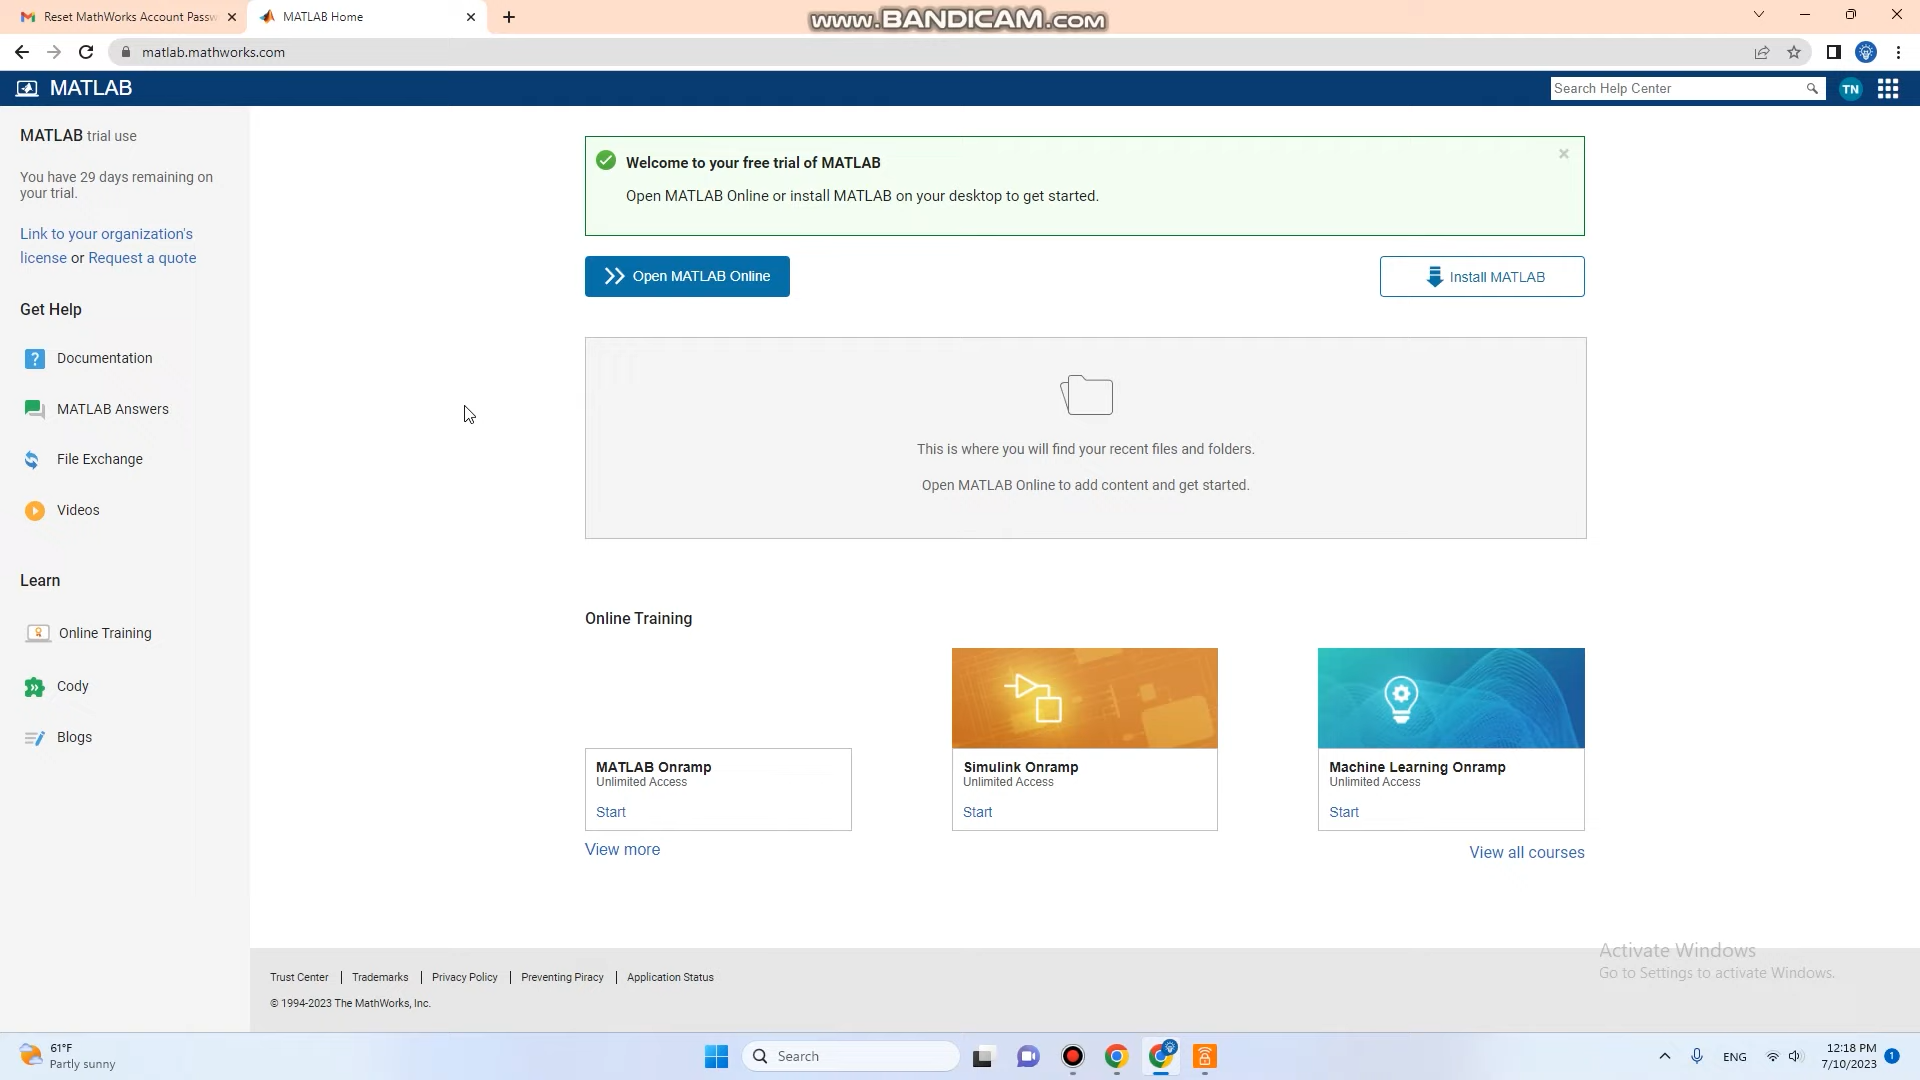 Reset MathWorks Account Passw
MATLAB Home
www.BANDICAM.com
matlab.mathworks.com
MATLAB
Search Help Center
TN
MATLAB trial use
You have 29 days remaining on
your trial.
Link to your organization's
license or Request a quote
Get Help
Documentation
MATLAB Answers
File Exchange
Videos
Learn
Online Training
Cody
Blogs
Welcome to your free trial of MATLAB
Open MATLAB Online or install MATLAB on your desktop to get started.
Open MATLAB Online
Install MATLAB
This is where you will find your recent files and folders.
Open MATLAB Online to add content and get started.
Online Training
MATLAB Onramp
Unlimited Access
Start
Simulink Onramp
Unlimited Access
Start
Machine Learning Onramp
Unlimited Access
Start
View more
View all courses
Activate Windows
Go to Settings to activate Windows.
Trust Center | Trademarks | Privacy Policy | Preventing Piracy | Application Status
© 1994-2023 The MathWorks, Inc.
61°F
Partly sunny
Search
ENG
12:18 PM
7/10/2023
1